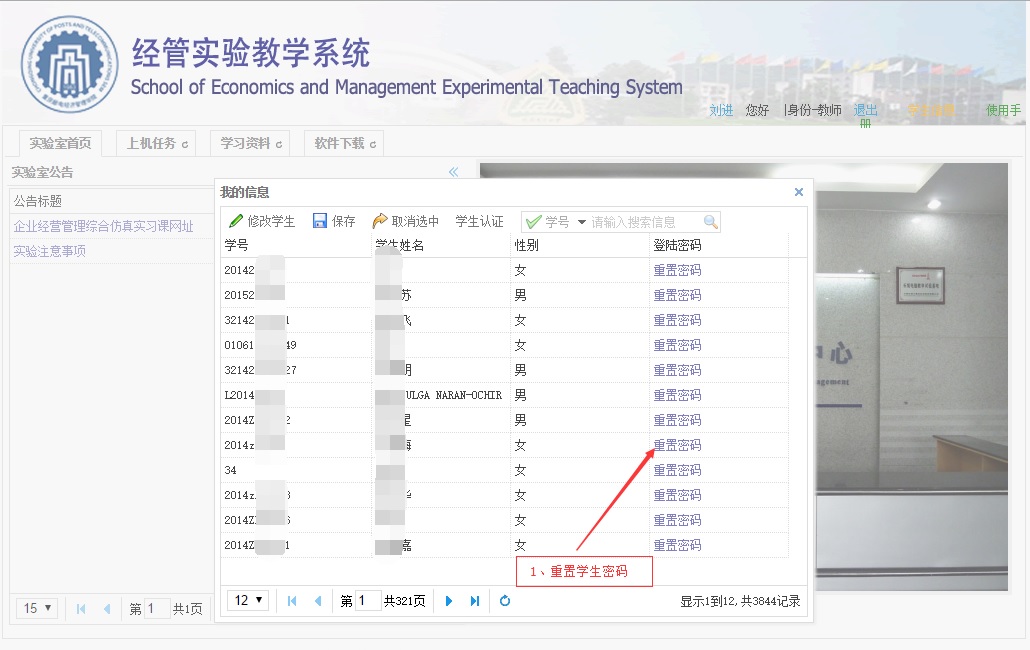 经管实验教学系统
School of Economics and Management Experimental Teaching System
刘进 您好 |身份-教师 退出 使用手册
实验室首页 上机任务 学习资料 软件下载
实验室公告 «
公告标题
企业经营管理综合仿真实习课网址
实验注意事项
我的信息 ×
修改学生 保存 取消选中 学生认证 学号 请输入搜索信息
学号 学生姓名 性别 登陆密码
20142 女 重置密码
20152 苏 男 重置密码
32142 1 飞 女 重置密码
01061 49 女 重置密码
32142 27 明 男 重置密码
L2014 ULGA NARAN-OCHIR 男 重置密码
2014Z 2 星 男 重置密码
2014z 海 女 重置密码
34 女 重置密码
2014z 3 华 女 重置密码
2014Z 6 女 重置密码
2014Z 1 嘉 女 重置密码
1、重置学生密码
12 第 1 共321页 显示1到12,共3844记录
15 第 1 共1页
中心
agement